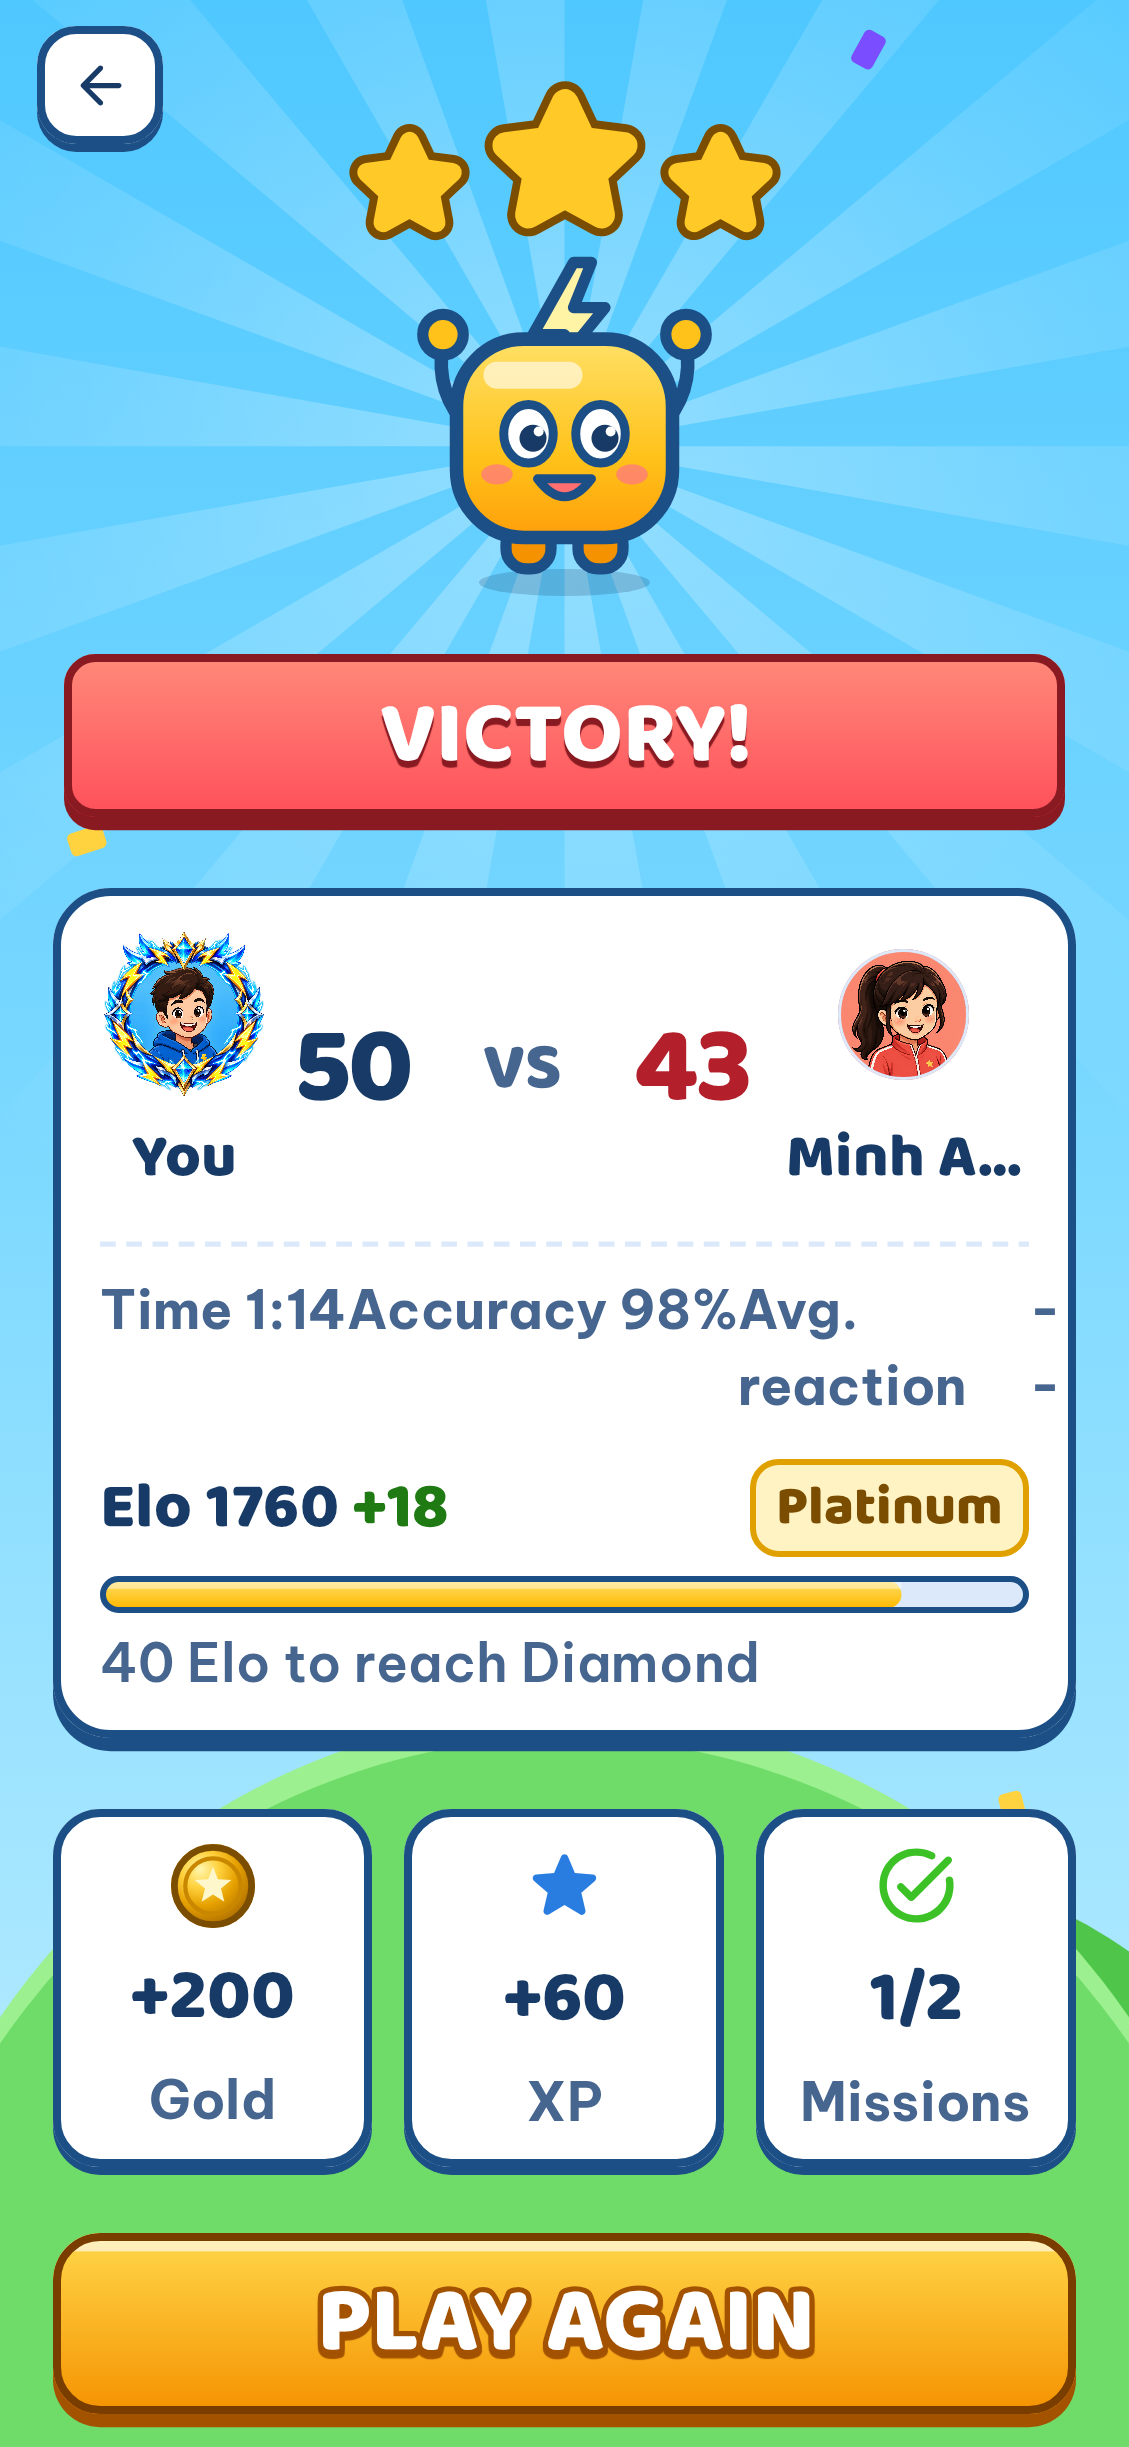 VICTORY!
50 VS 43
You Minh A...
Time 1:14Accuracy 98%Avg. -
reaction -
Elo 1760 +18 Platinum
40 Elo to reach Diamond
+200 +60 1/2
Gold XP Missions
PLAY AGAIN